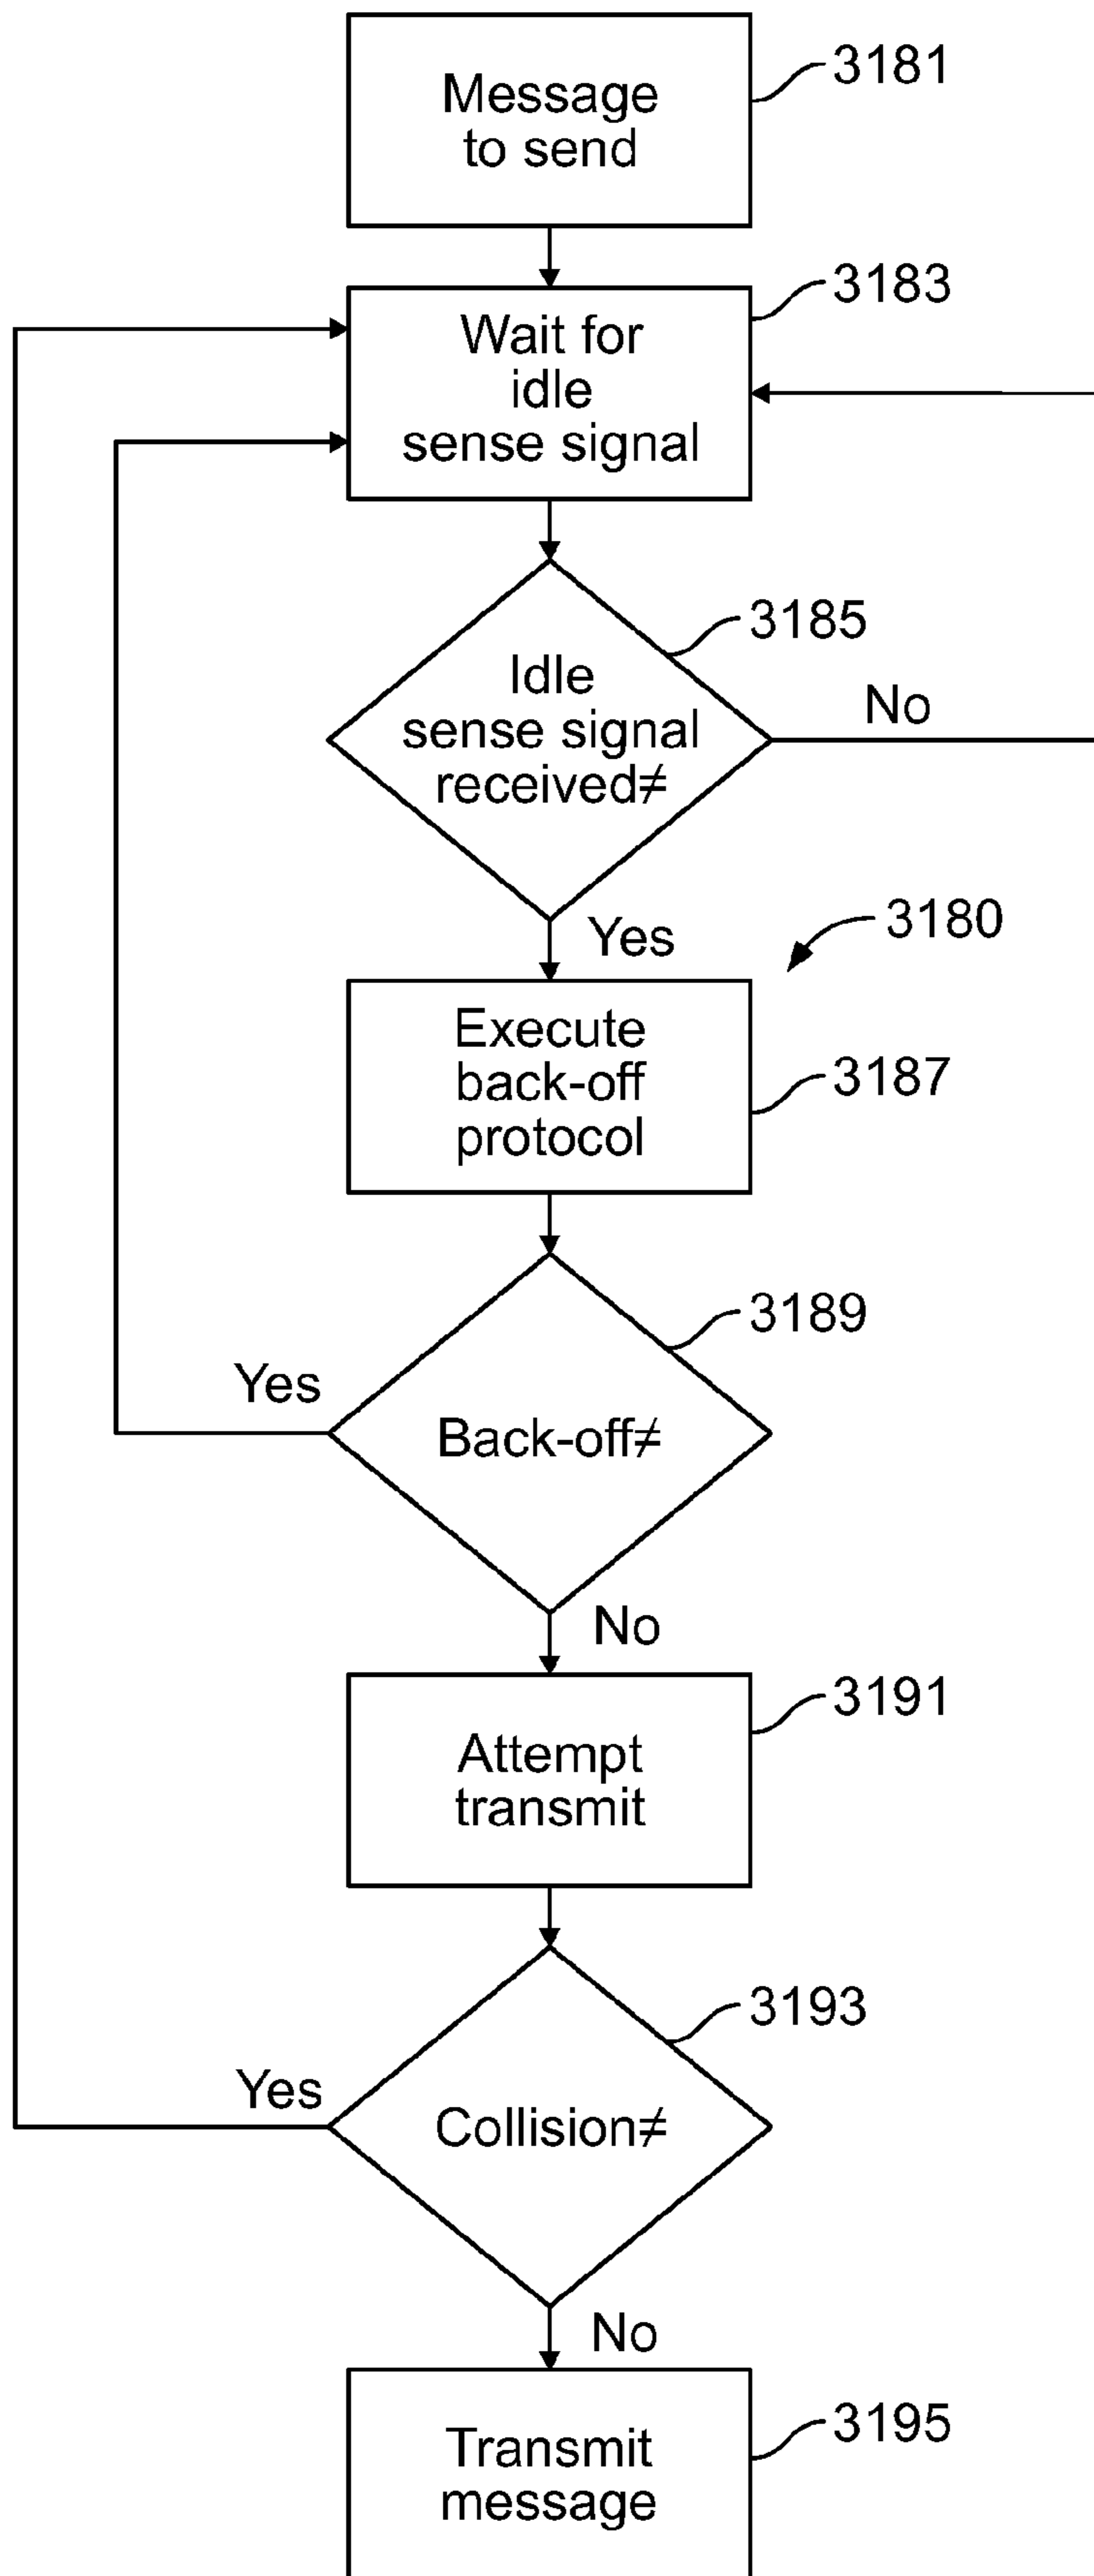 Message
to send
3181
Wait for
idle
sense signal
3183
Idle
sense signal
received≠
3185
No
Yes
3180
Execute
back-off
protocol
3187
Back-off≠
3189
Yes
No
Attempt
transmit
3191
Collision≠
3193
Yes
No
Transmit
message
3195